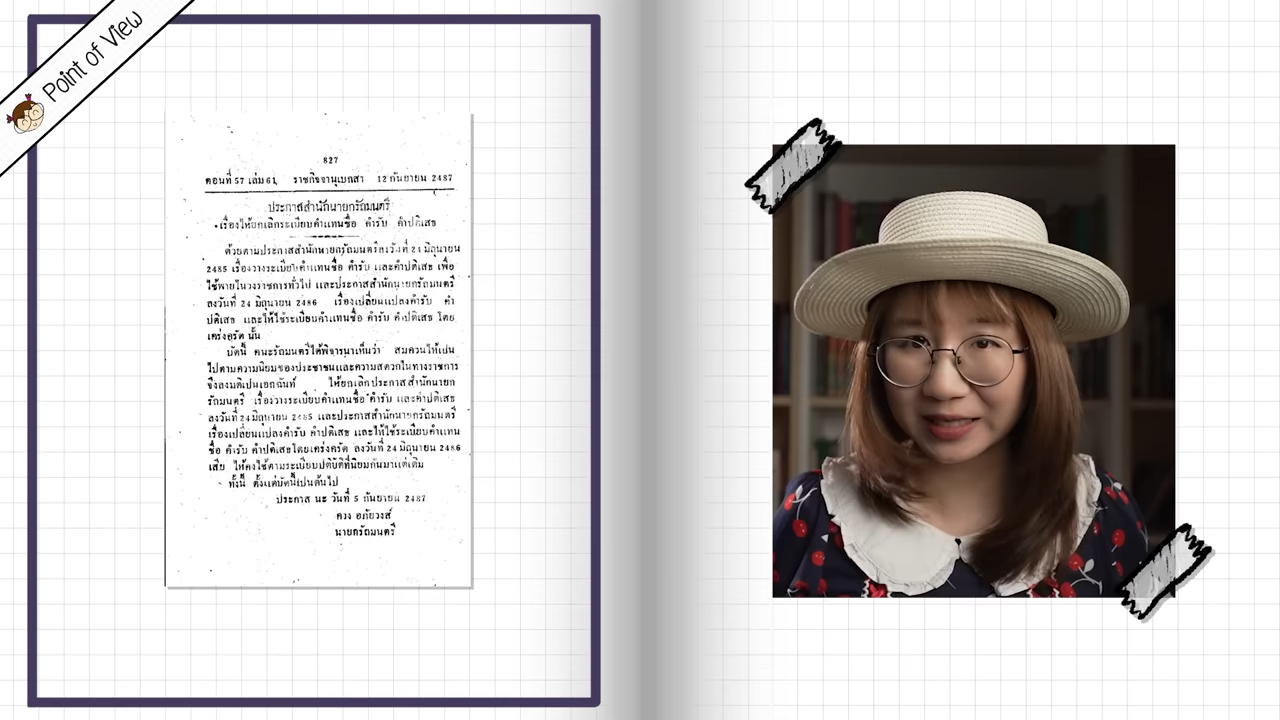 Point of View
827
ตอนที่ 57 เล่ม 61 ราชกิจจานุเบกสา 12 กันยายน 2487
ประกาสสำนักนายกรัถมนตรี
เรื่องให้ยกเลิกระเบียบคำแทนชื่อ คำรับ คำปติเสธ
ด้วยตามประกาสสำนักนายกรัถมนตรีลงวันที่ 24 มิถุนายน
2485 เรื่องวางระเบียบคำแทนชื่อ คำรับ และคำปติเสธ เพื่อ
ใช้พายในวงราชการทั่วไป และประกาสสำนักนายกรัถมนตรี
ลงวันที่ 24 มิถุนายน 2486 เรื่องเปลี่ยนแปลงคำรับ คำ
ปติเสธ และให้ใช้ระเบียบคำแทนชื่อ คำรับ คำปติเสธ โดย
เคร่งครัด นั้น
บัดนี้ คนะรัถมนตรีได้พิจารนาเห็นว่า สมควนให้เป็น
ไปตามความนิยมของประชาชนและความสดวกในทางราชการ
จึงลงมติเป็นเอกฉันท์ ให้ยกเลิกประกาสสำนักนายก
รัถมนตรี เรื่องวางระเบียบคำแทนชื่อ คำรับ และคำปติเสธ
ลงวันที่ 24 มิถุนายน 2485 และประกาสสำนักนายกรัถมนตรี
เรื่องเปลี่ยนแปลงคำรับ คำปติเสธ และให้ใช้ระเบียบคำแทน
ชื่อ คำรับ คำปติเสธโดยเคร่งครัด ลงวันที่ 24 มิถุนายน 2486
เสีย ให้คงใช้ตามระเบียบปติบัติที่นิยมกันมาแต่เดิม
ทั้งนี้ ตั้งแต่บัดนี้เป็นต้นไป
ประกาส นะ วันที่ 5 กันยายน 2487
ควง อภัยวงส์
นายกรัถมนตรี